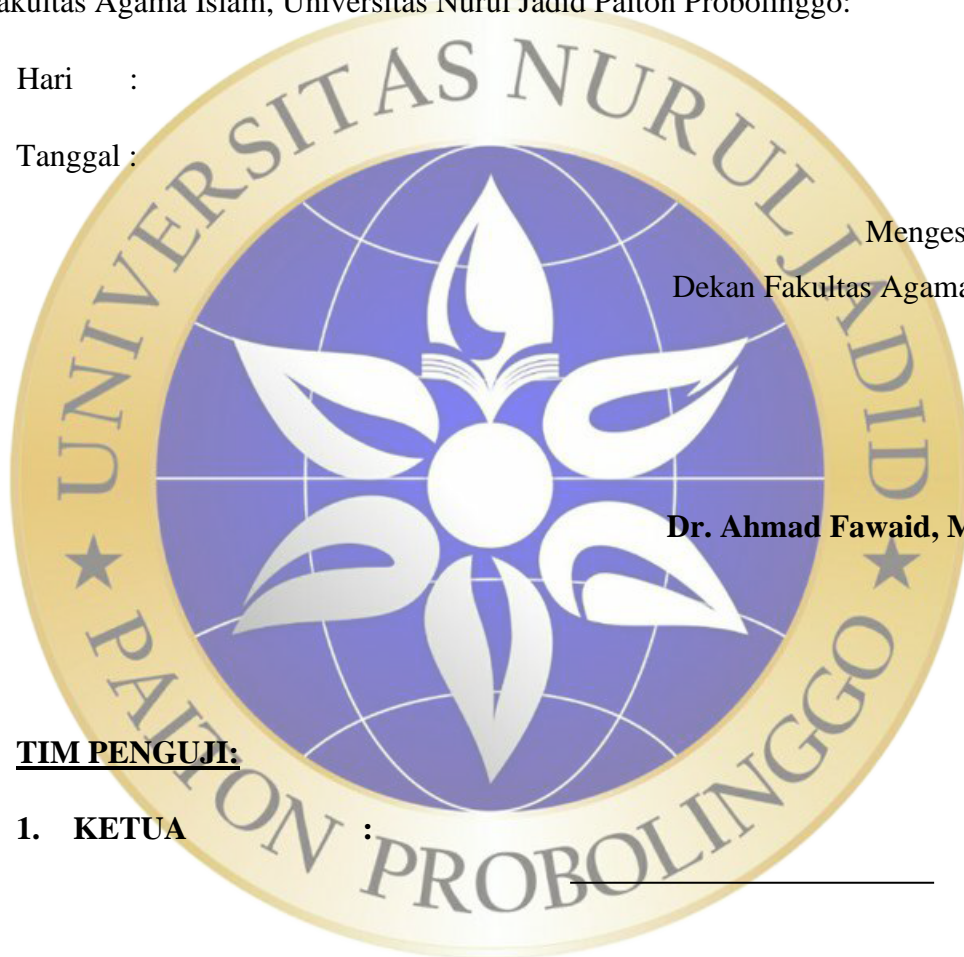 akultas Agama Islam, Universitas Nurul Jadid Paiton Probolinggo:
Hari :
Tanggal :
Menges
Dekan Fakultas Agama
Dr. Ahmad Fawaid, M
TIM PENGUJI:
1. KETUA :
UNIVERSITAS NURUL JADID
PAITON PROBOLINGGO